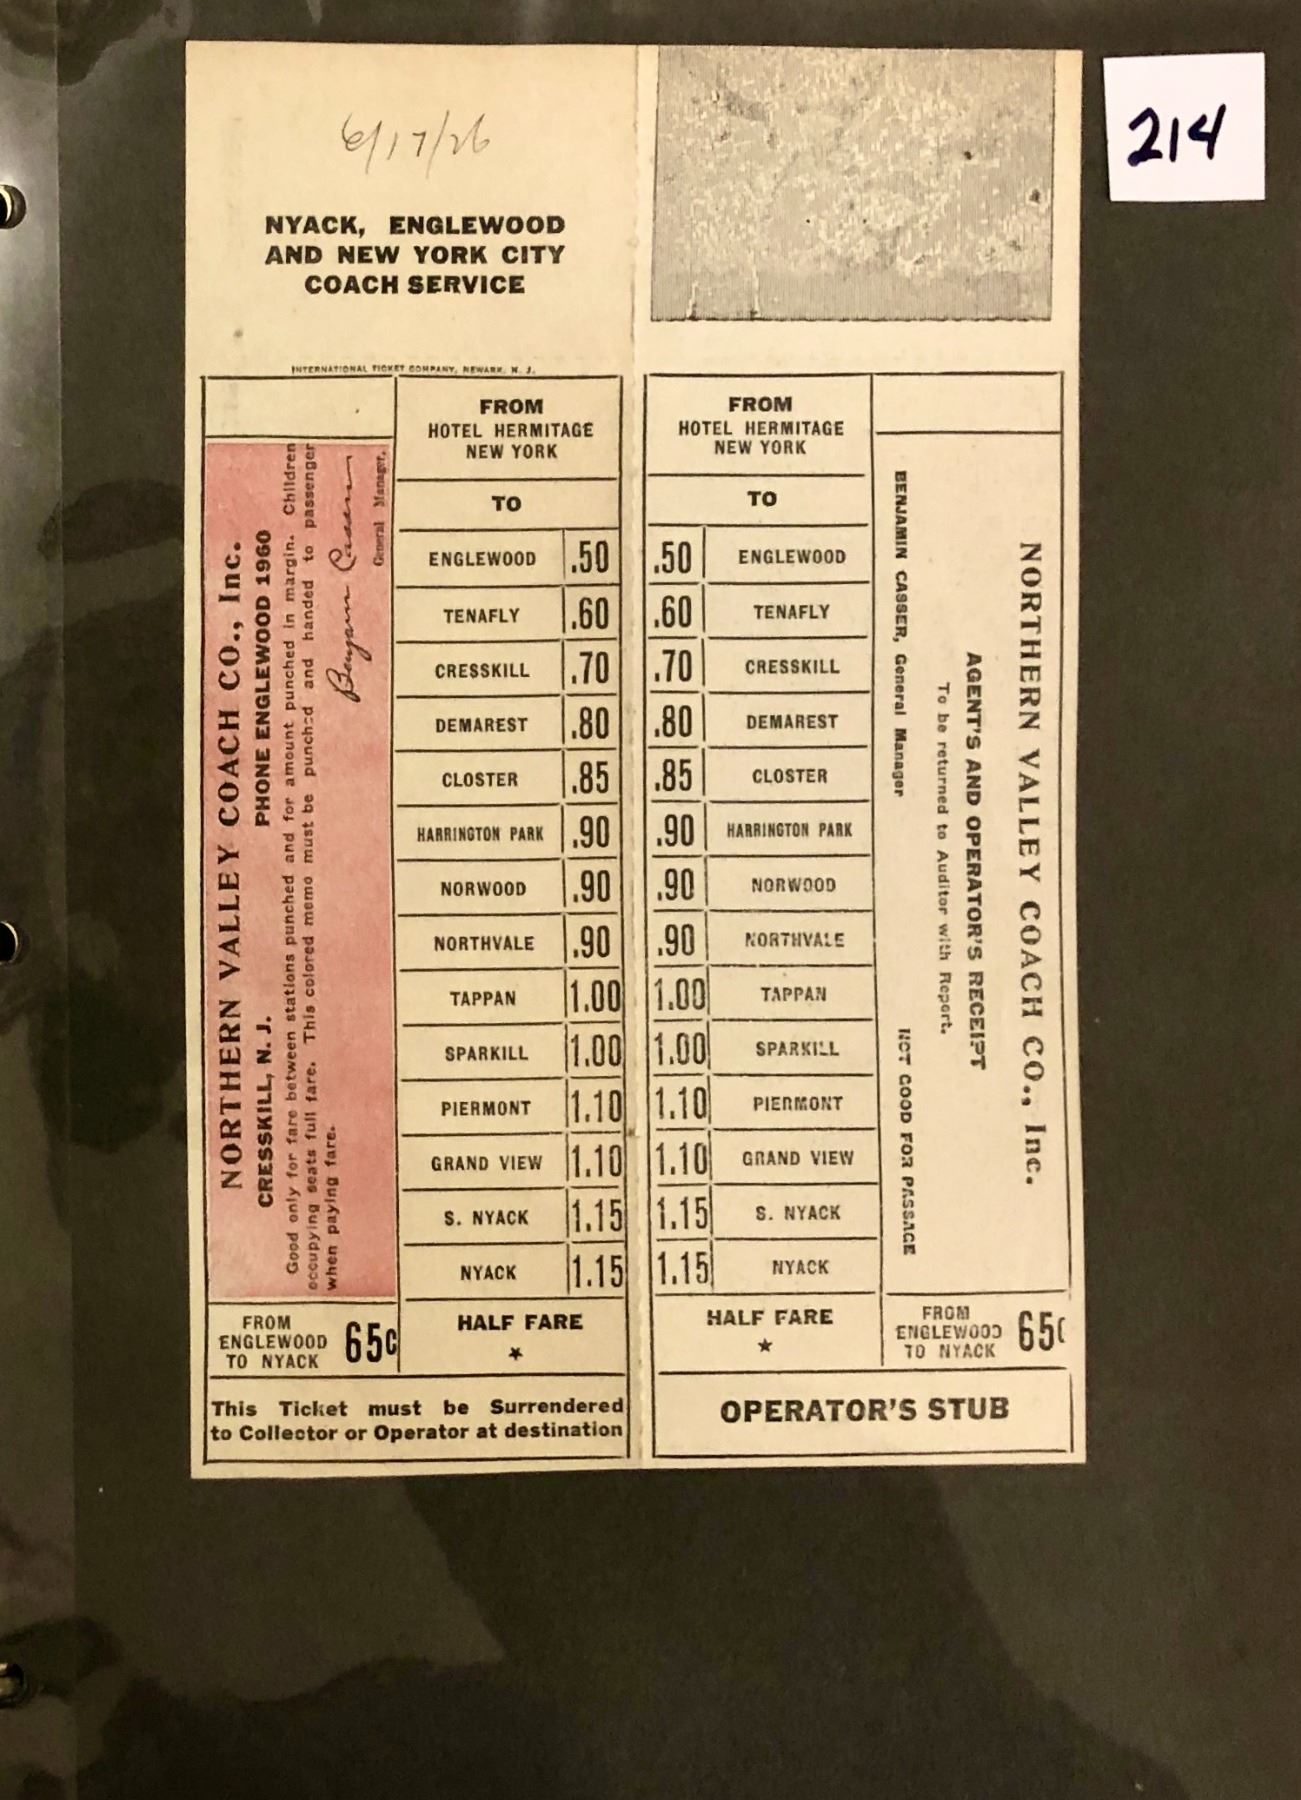 214
6/17/26
NYACK, ENGLEWOOD
AND NEW YORK CITY
COACH SERVICE
INTERNATIONAL TICKET COMPANY, NEWARK, N. J.
NORTHERN VALLEY COACH CO., Inc.
CRESSKILL, N. J. PHONE ENGLEWOOD 1960
Good only for fare between stations punched and for amount punched in margin. Children
occupying seats full fare. This colored memo must be punched and handed to passenger
when paying fare.
Benjamin Casser
General Manager.
FROM
HOTEL HERMITAGE
NEW YORK
TO
ENGLEWOOD .50
TENAFLY .60
CRESSKILL .70
DEMAREST .80
CLOSTER .85
HARRINGTON PARK .90
NORWOOD .90
NORTHVALE .90
TAPPAN 1.00
SPARKILL 1.00
PIERMONT 1.10
GRAND VIEW 1.10
S. NYACK 1.15
NYACK 1.15
FROM
ENGLEWOOD
TO NYACK
65c
HALF FARE
★
This Ticket must be Surrendered
to Collector or Operator at destination
FROM
HOTEL HERMITAGE
NEW YORK
TO
.50 ENGLEWOOD
.60 TENAFLY
.70 CRESSKILL
.80 DEMAREST
.85 CLOSTER
.90 HARRINGTON PARK
.90 NORWOOD
.90 NORTHVALE
1.00 TAPPAN
1.00 SPARKILL
1.10 PIERMONT
1.10 GRAND VIEW
1.15 S. NYACK
1.15 NYACK
HALF FARE
★
NORTHERN VALLEY COACH CO., Inc.
AGENT'S AND OPERATOR'S RECEIPT
To be returned to Auditor with Report.
BENJAMIN CASSER, General Manager NOT GOOD FOR PASSAGE
FROM
ENGLEWOOD
TO NYACK
65c
OPERATOR'S STUB